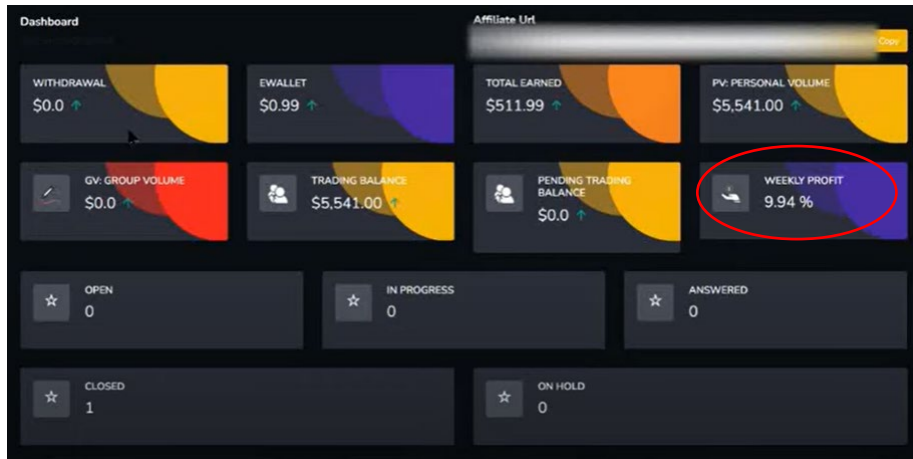 Dashboard
Affiliate Url
Copy
WITHDRAWAL
$0.0
EWALLET
$0.99
TOTAL EARNED
$511.99
PV: PERSONAL VOLUME
$5,541.00
GV: GROUP VOLUME
$0.0
TRADING BALANCE
$5,541.00
PENDING TRADING
BALANCE
$0.0
WEEKLY PROFIT
9.94 %
OPEN
0
IN PROGRESS
0
ANSWERED
0
CLOSED
1
ON HOLD
0